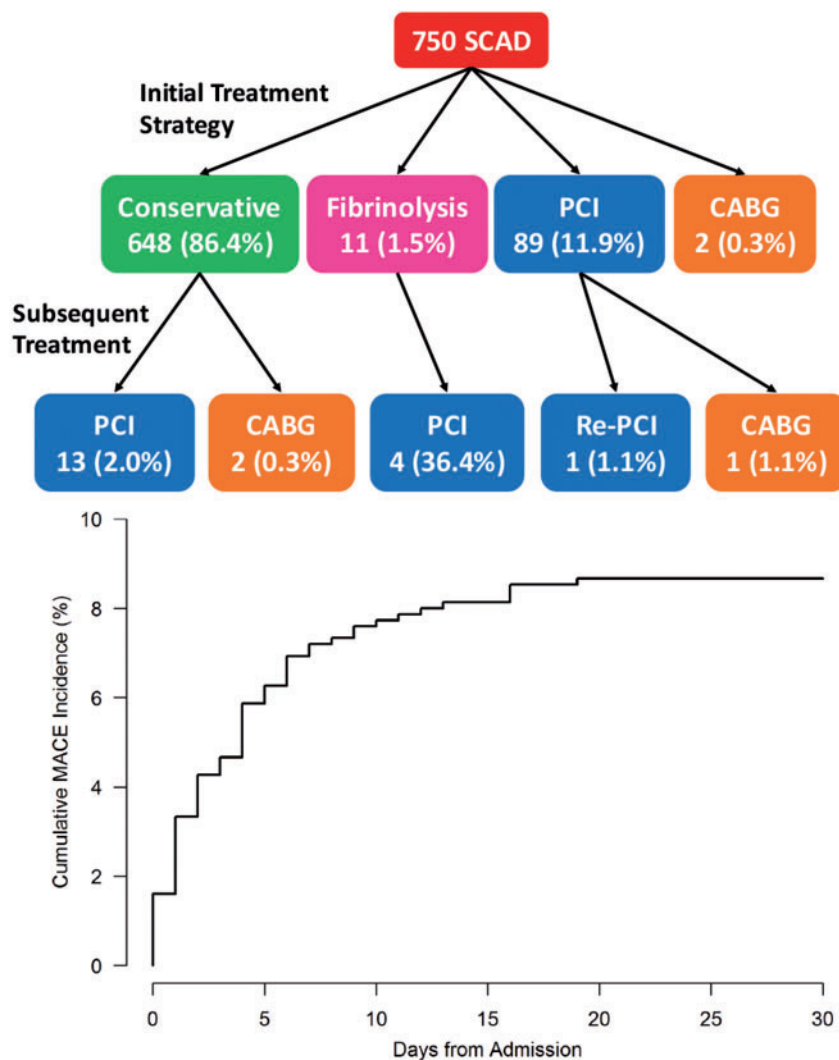 750 SCAD
Initial Treatment
Strategy
Conservative
648 (86.4%)
Fibrinolysis
11 (1.5%)
PCI
89 (11.9%)
CABG
2 (0.3%)
Subsequent
Treatment
PCI
13 (2.0%)
CABG
2 (0.3%)
PCI
4 (36.4%)
Re-PCI
1 (1.1%)
CABG
1 (1.1%)
Cumulative MACE Incidence (%)
10
8
6
4
2
0
0 5 10 15 20 25 30
Days from Admission